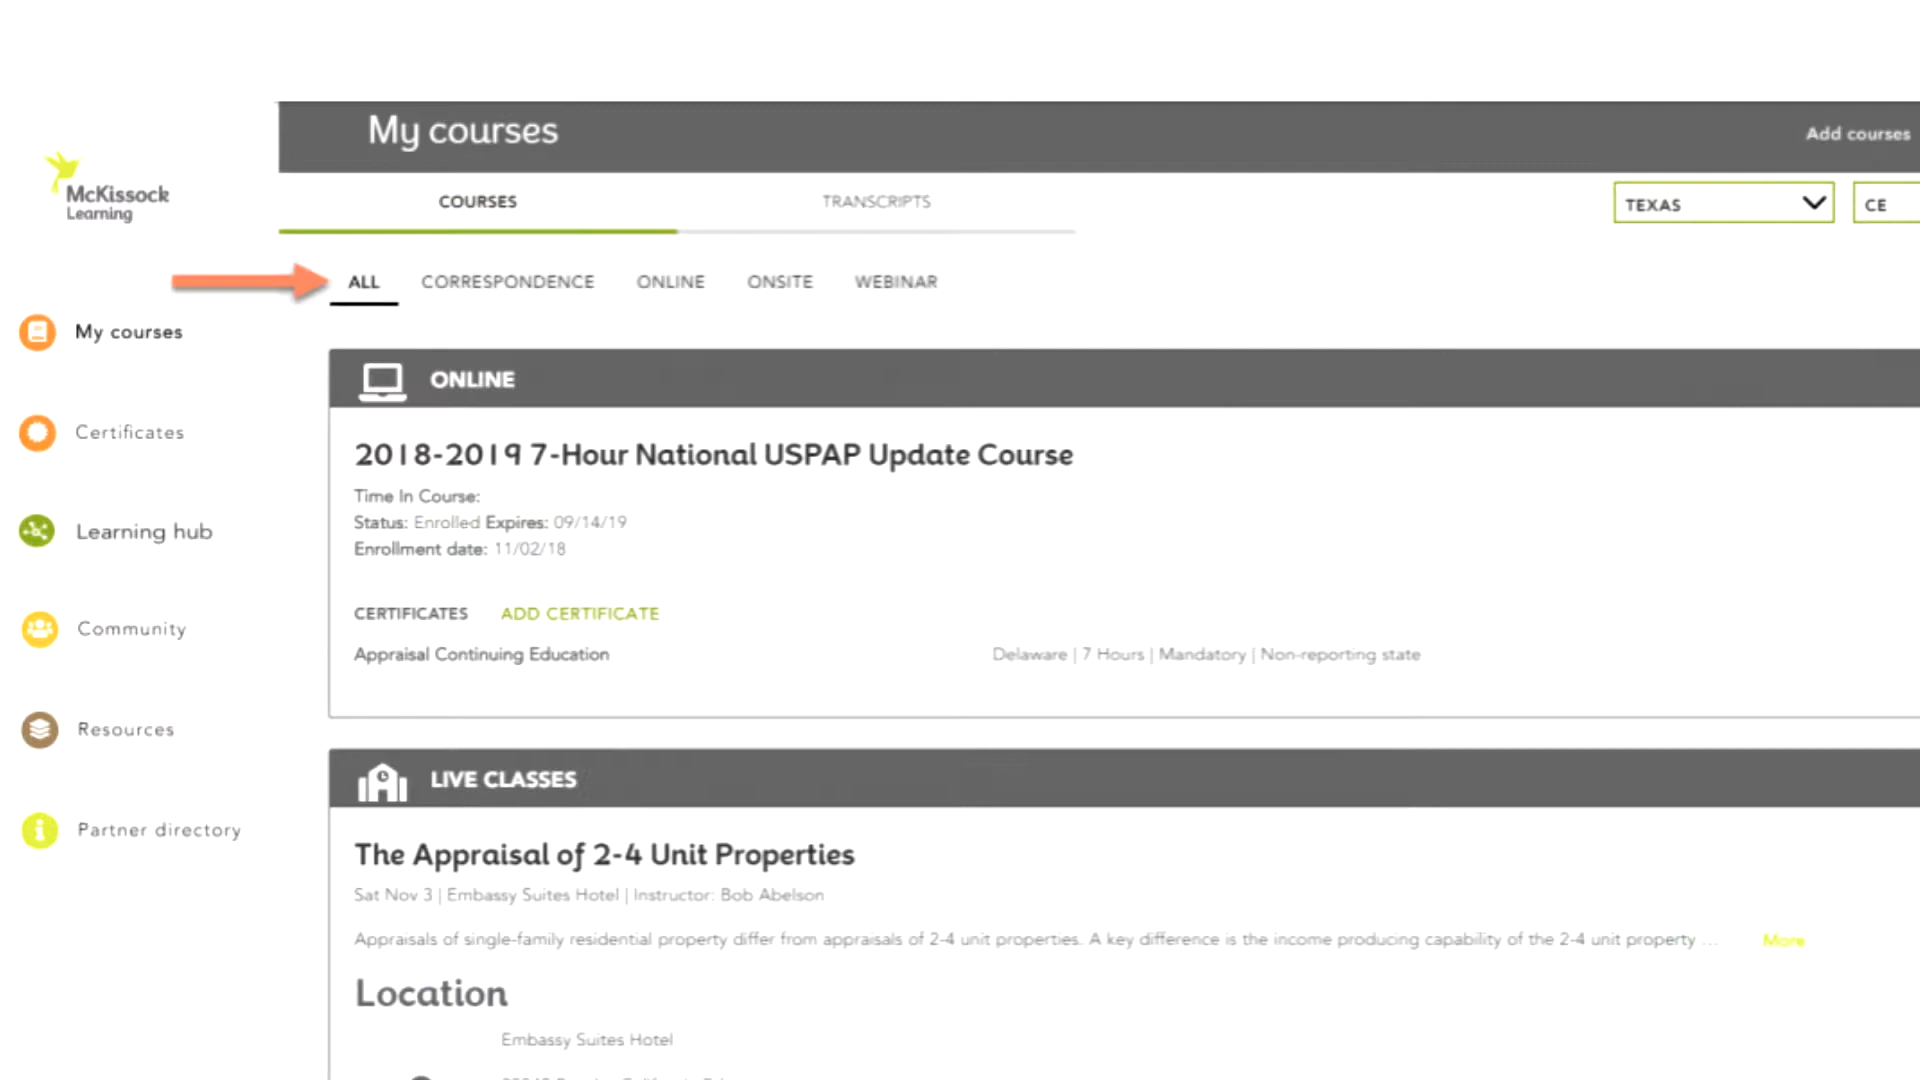 My courses
Add courses
McKissock
Learning
COURSES
TRANSCRIPTS
TEXAS
CE
ALL
CORRESPONDENCE
ONLINE
ONSITE
WEBINAR
My courses
Certificates
Learning hub
Community
Resources
Partner directory
ONLINE
2018-2019 7-Hour National USPAP Update Course
Time In Course:
Status: Enrolled Expires: 09/14/19
Enrollment date: 11/02/18
CERTIFICATES ADD CERTIFICATE
Appraisal Continuing Education
Delaware | 7 Hours | Mandatory | Non-reporting state
LIVE CLASSES
The Appraisal of 2-4 Unit Properties
Sat Nov 3 | Embassy Suites Hotel | Instructor: Bob Abelson
Appraisals of single-family residential property differ from appraisals of 2-4 unit properties. A key difference is the income producing capability of the 2-4 unit property ... More
Location
Embassy Suites Hotel